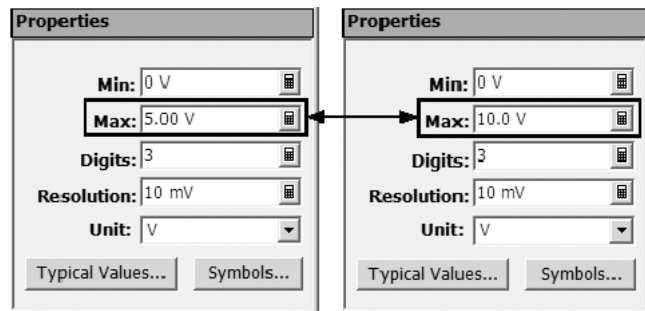 Properties
Min: 0 V
Max: 5.00 V
Digits: 3
Resolution: 10 mV
Unit: V
Typical Values... Symbols...
Properties
Min: 0 V
Max: 10.0 V
Digits: 3
Resolution: 10 mV
Unit: V
Typical Values... Symbols...